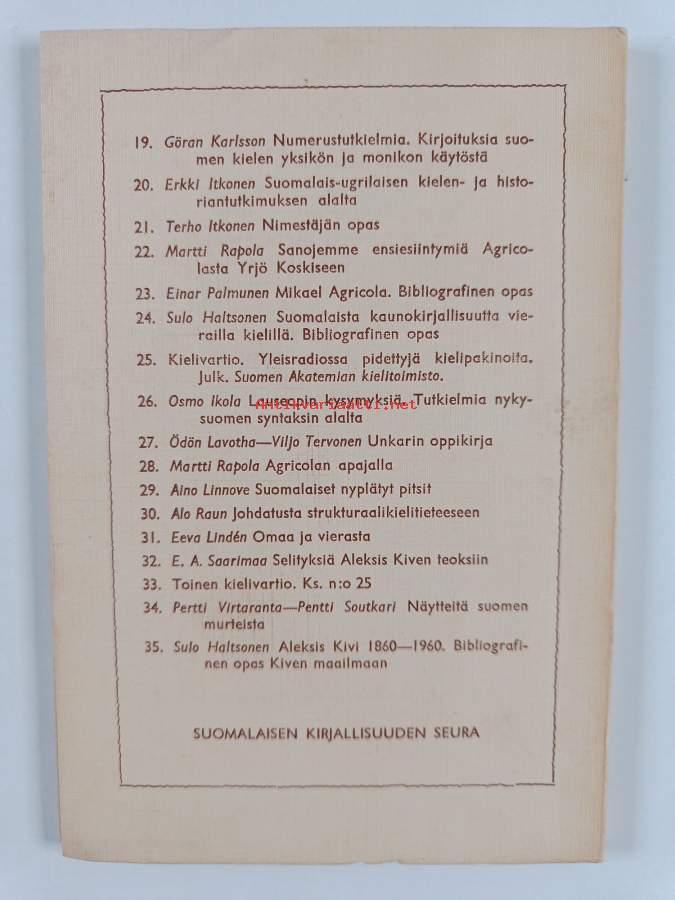 19. Göran Karlsson Numerustutkielmia. Kirjoituksia suo-
men kielen yksikön ja monikon käytöstä
20. Erkki Itkonen Suomalais-ugrilaisen kielen- ja histo-
riantutkimuksen alalta
21. Terho Itkonen Nimestäjän opas
22. Martti Rapola Sanojemme ensiesiintymiä Agrico-
lasta Yrjö Koskiseen
23. Einar Palmunen Mikael Agricola. Bibliografinen opas
24. Sulo Haltsonen Suomalaista kaunokirjallisuutta vie-
railla kielillä. Bibliografinen opas
25. Kielivartio. Yleisradiossa pidettyjä kielipakinoita.
Julk. Suomen Akatemian kielitoimisto.
26. Osmo Ikola Lauseopin kysymyksiä. Tutkielmia nyky-
suomen syntaksin alalta
Antikvariaatti.net
27. Ödön Lavotha—Viljo Tervonen Unkarin oppikirja
28. Martti Rapola Agricolan apajalla
29. Aino Linnove Suomalaiset nyplätyt pitsit
30. Alo Raun Johdatusta strukturaalikielitieteeseen
31. Eeva Lindén Omaa ja vierasta
32. E. A. Saarimaa Selityksiä Aleksis Kiven teoksiin
33. Toinen kielivartio. Ks. n:o 25
34. Pertti Virtaranta—Pentti Soutkari Näytteitä suomen
murteista
35. Sulo Haltsonen Aleksis Kivi 1860—1960. Bibliografi-
nen opas Kiven maailmaan
SUOMALAISEN KIRJALLISUUDEN SEURA